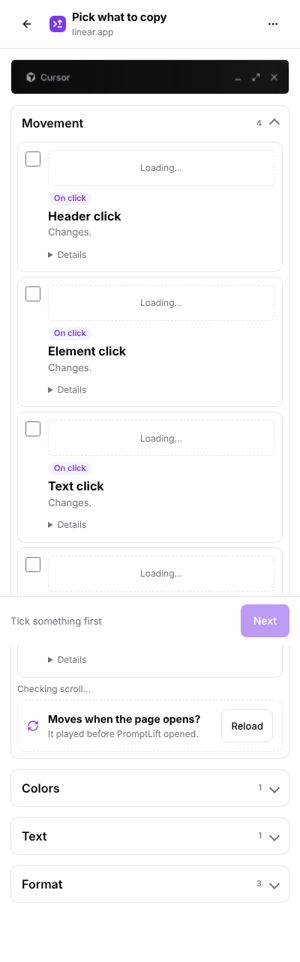 Pick what to copy
linear.app
Cursor
Movement 4
Loading...
On click
Header click
Changes.
Details
Loading...
On click
Element click
Changes.
Details
Loading...
On click
Text click
Changes.
Details
Loading...
Tick something first Next
Details
Checking scroll...
Moves when the page opens?
It played before PromptLift opened.
Reload
Colors 1
Text 1
Format 3